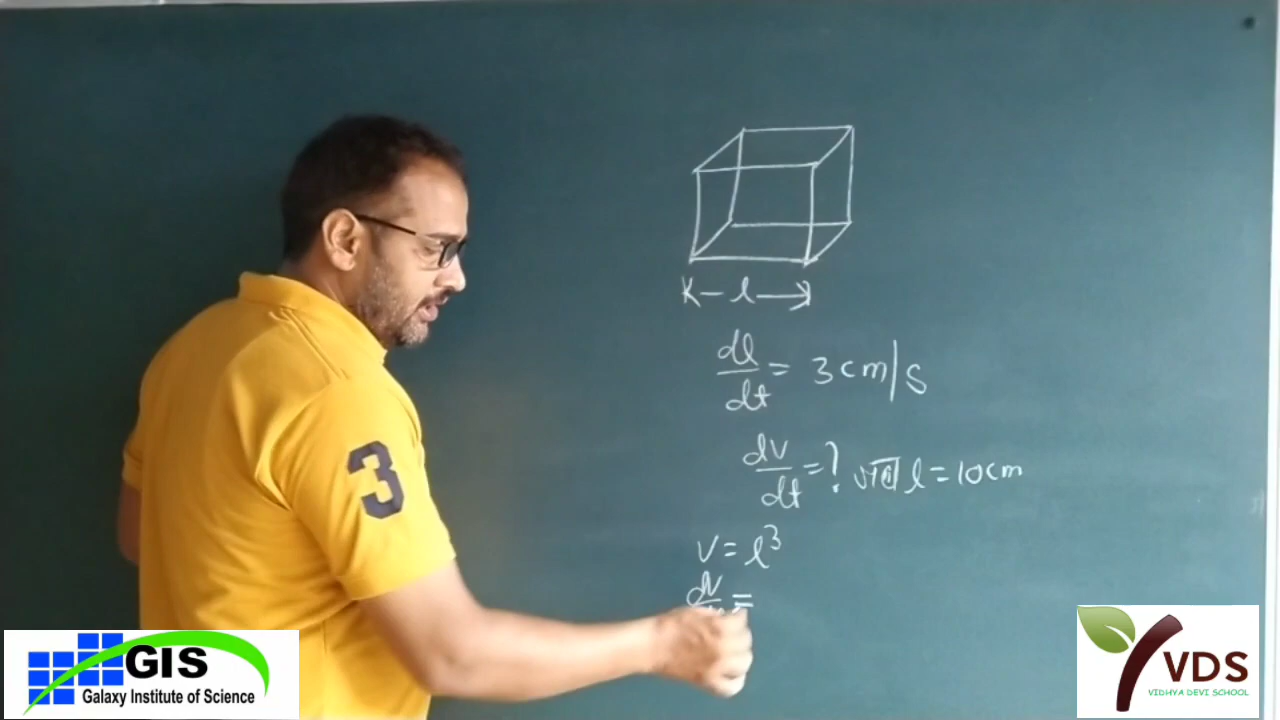 l
dl/dt = 3 cm/s
dv/dt = ? जब l = 10 cm
v = l³
dv =
3
GIS
Galaxy Institute of Science
VDS
VIDHYA DEVI SCHOOL